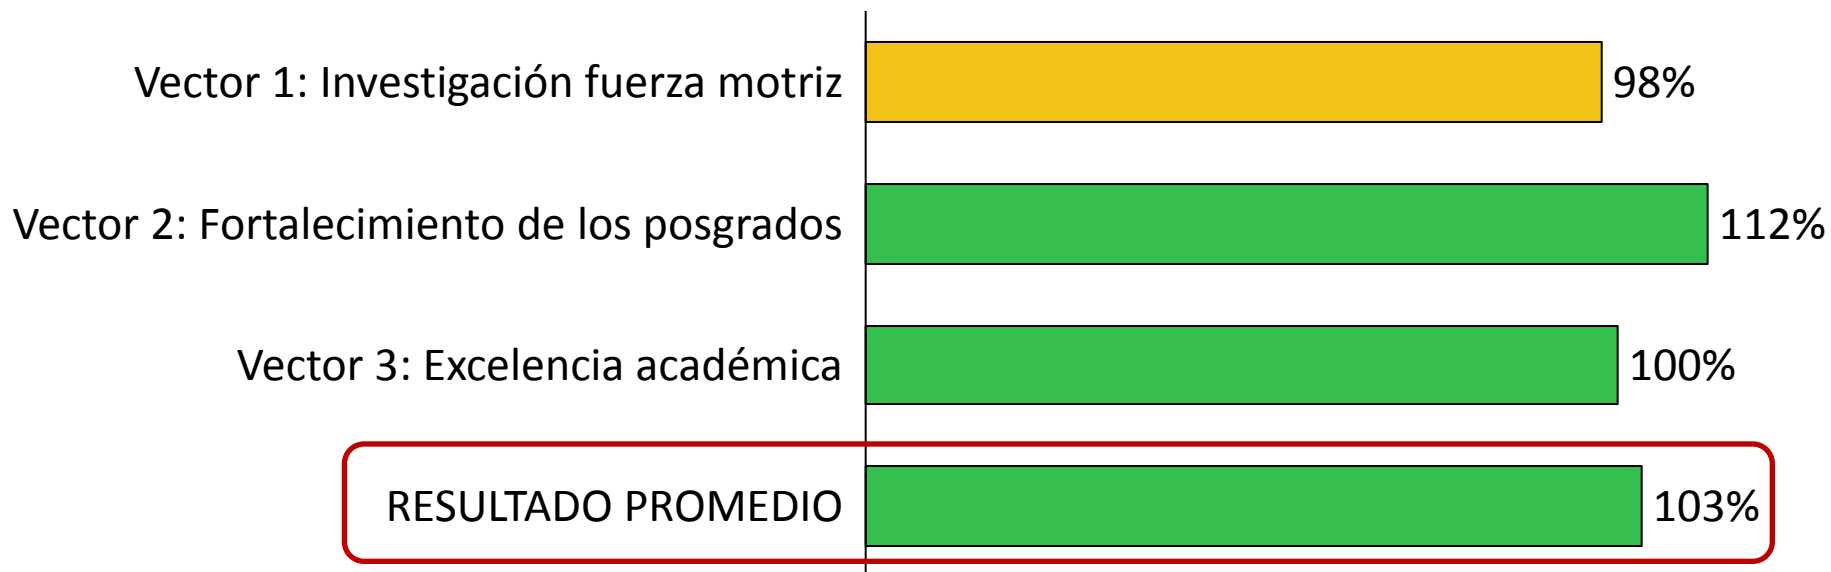 Vector 1: Investigación fuerza motriz 98%
Vector 2: Fortalecimiento de los posgrados 112%
Vector 3: Excelencia académica 100%
RESULTADO PROMEDIO 103%